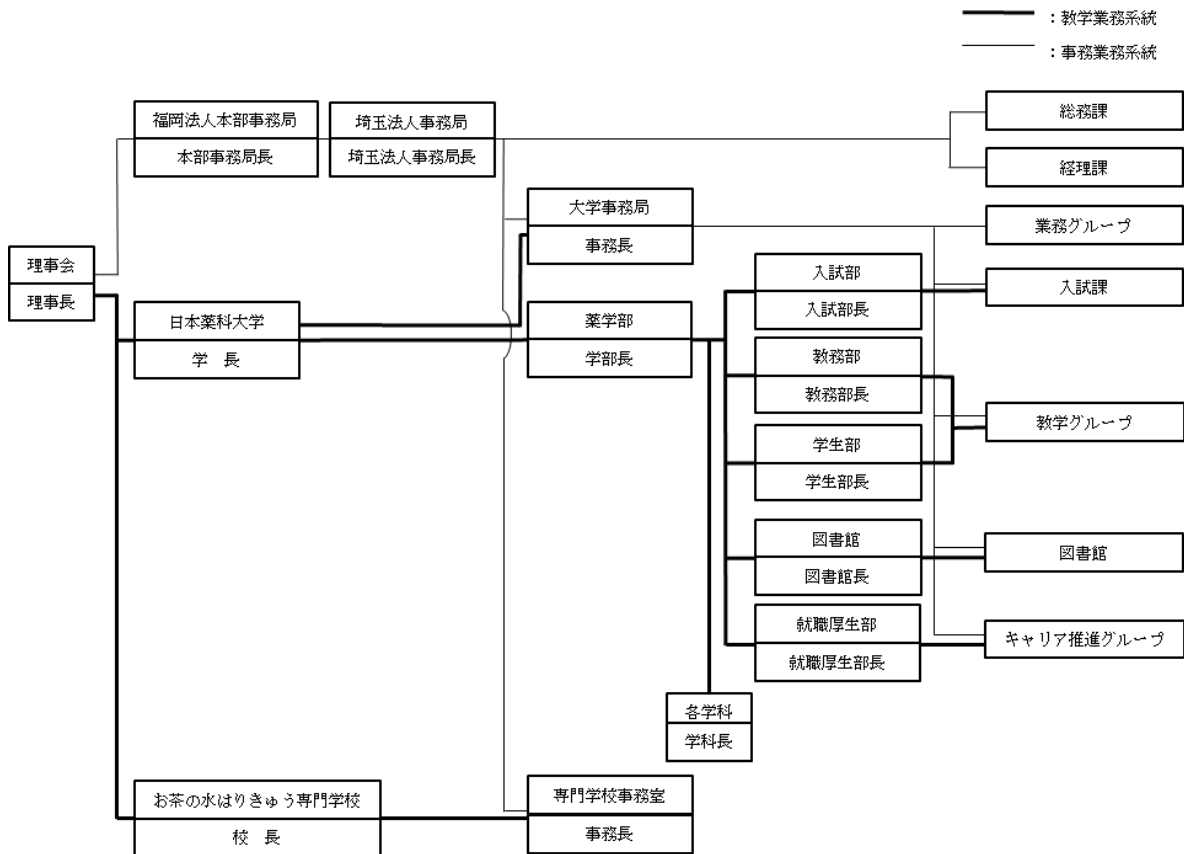 ：教学業務系統
：事務業務系統
福岡法人本部事務局
本部事務局長
埼玉法人事務局
埼玉法人事務局長
総務課
経理課
大学事務局
事務長
業務グループ
理事会
理事長
入試部
入試部長
入試課
日本薬科大学
学　長
薬学部
学部長
教務部
教務部長
教学グループ
学生部
学生部長
図書館
図書館長
図書館
就職厚生部
就職厚生部長
キャリア推進グループ
各学科
学科長
お茶の水はりきゅう専門学校
校　長
専門学校事務室
事務長